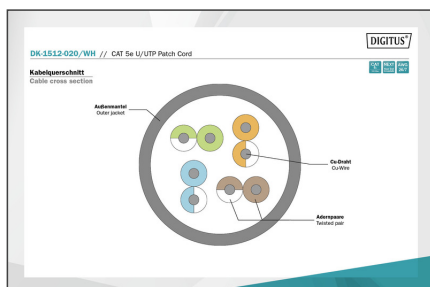 DIGITUS®
DK-1512-020/WH // CAT 5e U/UTP Patch Cord
Kabelquerschnitt
Cable cross section
Außenmantel
Outer jacket
Cu-Draht
Cu-Wire
Adernpaare
Twisted pair